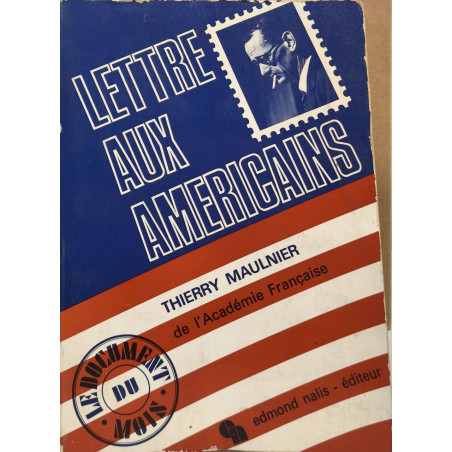 LETTRE
AUX
AMERICAINS
THIERRY MAULNIER
de l'Académie Française
LE DOCUMENT
DU
MOIS
edmond nalis - éditeur